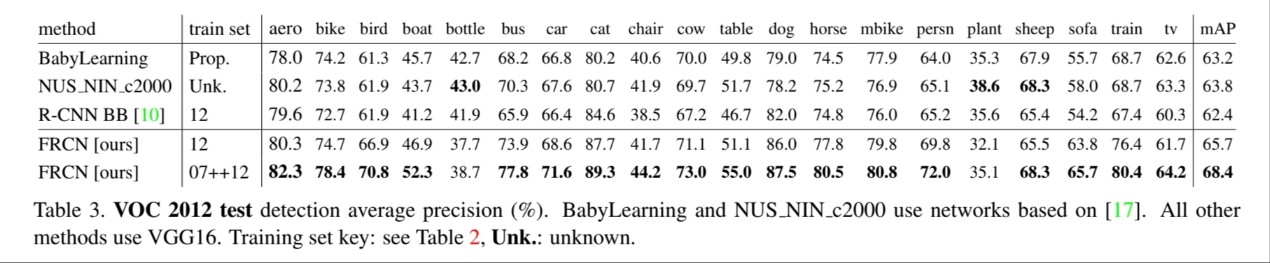 method train set aero bike bird boat bottle bus car cat chair cow table dog horse mbike persn plant sheep sofa train tv mAP
BabyLearning Prop. 78.0 74.2 61.3 45.7 42.7 68.2 66.8 80.2 40.6 70.0 49.8 79.0 74.5 77.9 64.0 35.3 67.9 55.7 68.7 62.6 63.2
NUS_NIN_c2000 Unk. 80.2 73.8 61.9 43.7 43.0 70.3 67.6 80.7 41.9 69.7 51.7 78.2 75.2 76.9 65.1 38.6 68.3 58.0 68.7 63.3 63.8
R-CNN BB [10] 12 79.6 72.7 61.9 41.2 41.9 65.9 66.4 84.6 38.5 67.2 46.7 82.0 74.8 76.0 65.2 35.6 65.4 54.2 67.4 60.3 62.4
FRCN [ours] 12 80.3 74.7 66.9 46.9 37.7 73.9 68.6 87.7 41.7 71.1 51.1 86.0 77.8 79.8 69.8 32.1 65.5 63.8 76.4 61.7 65.7
FRCN [ours] 07++12 82.3 78.4 70.8 52.3 38.7 77.8 71.6 89.3 44.2 73.0 55.0 87.5 80.5 80.8 72.0 35.1 68.3 65.7 80.4 64.2 68.4
Table 3. VOC 2012 test detection average precision (%). BabyLearning and NUS_NIN_c2000 use networks based on [17]. All other
methods use VGG16. Training set key: see Table 2, Unk.: unknown.